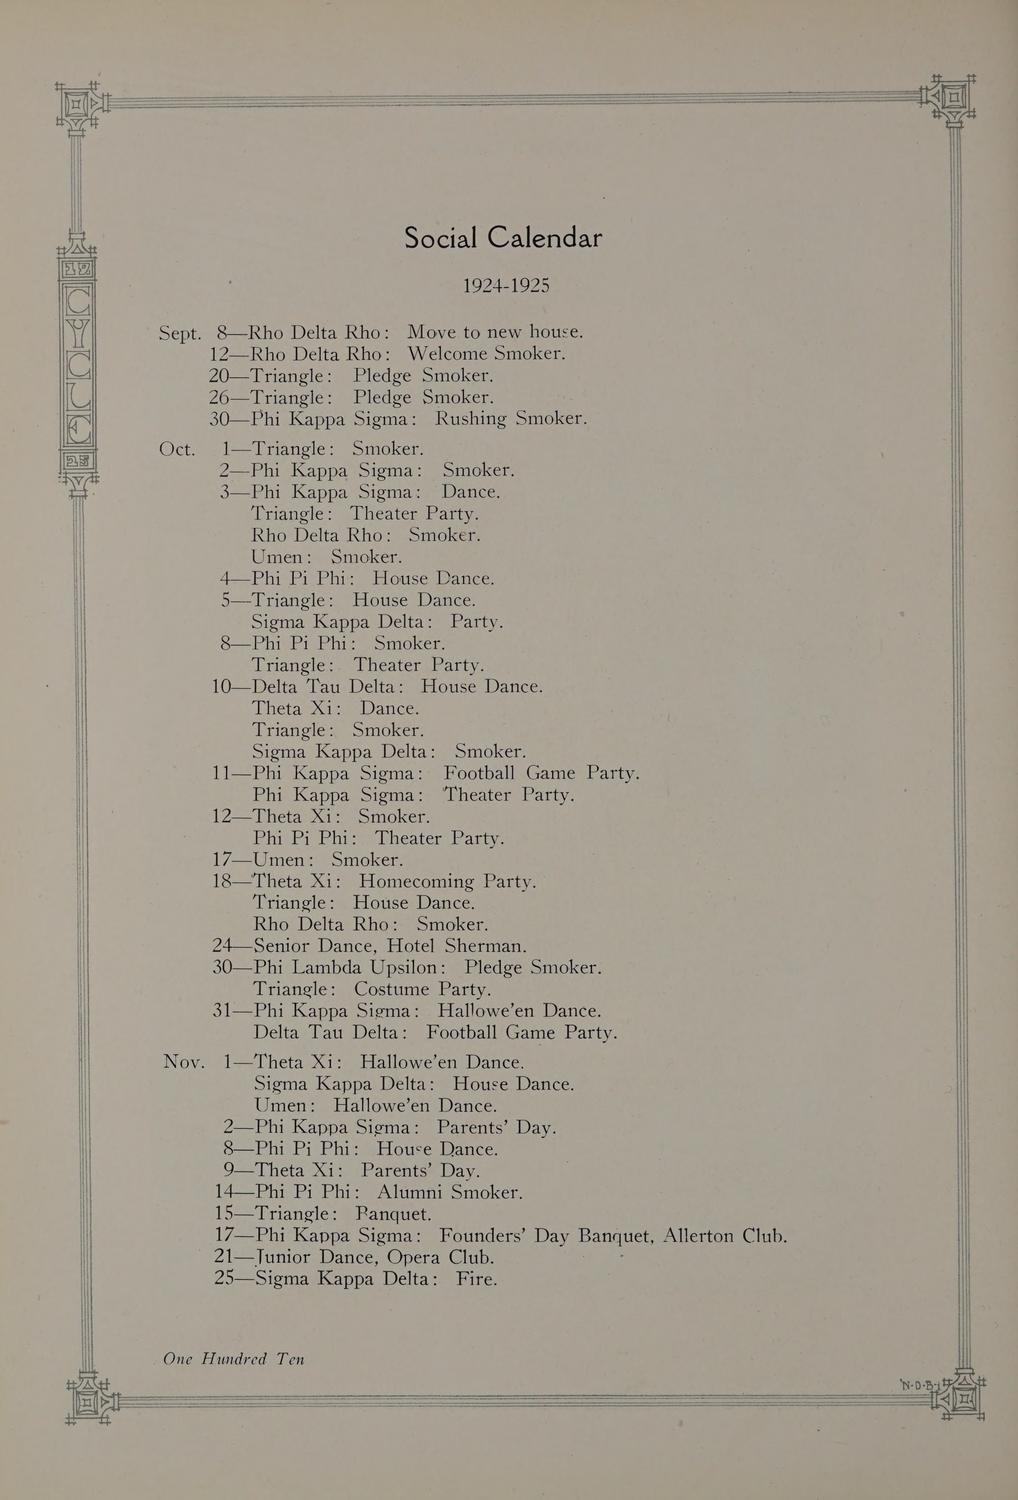 19
CYCLE
25
Social Calendar
1924-1925
Sept. 8—Rho Delta Rho: Move to new house.
12—Rho Delta Rho: Welcome Smoker.
20—Triangle: Pledge Smoker.
26—Triangle: Pledge Smoker.
30—Phi Kappa Sigma: Rushing Smoker.
Oct. 1—Triangle: Smoker.
2—Phi Kappa Sigma: Smoker.
3—Phi Kappa Sigma: Dance.
Triangle: Theater Party.
Rho Delta Rho: Smoker.
Umen: Smoker.
4—Phi Pi Phi: House Dance.
5—Triangle: House Dance.
Sigma Kappa Delta: Party.
8—Phi Pi Phi: Smoker.
Triangle: Theater Party.
10—Delta Tau Delta: House Dance.
Theta Xi: Dance.
Triangle: Smoker.
Sigma Kappa Delta: Smoker.
11—Phi Kappa Sigma: Football Game Party.
Phi Kappa Sigma: Theater Party.
12—Theta Xi: Smoker.
Phi Pi Phi: Theater Party.
17—Umen: Smoker.
18—Theta Xi: Homecoming Party.
Triangle: House Dance.
Rho Delta Rho: Smoker.
24—Senior Dance, Hotel Sherman.
30—Phi Lambda Upsilon: Pledge Smoker.
Triangle: Costume Party.
31—Phi Kappa Sigma: Hallowe'en Dance.
Delta Tau Delta: Football Game Party.
Nov. 1—Theta Xi: Hallowe'en Dance.
Sigma Kappa Delta: House Dance.
Umen: Hallowe'en Dance.
2—Phi Kappa Sigma: Parents' Day.
8—Phi Pi Phi: House Dance.
9—Theta Xi: Parents' Day.
14—Phi Pi Phi: Alumni Smoker.
15—Triangle: Banquet.
17—Phi Kappa Sigma: Founders' Day Banquet, Allerton Club.
21—Junior Dance, Opera Club.
25—Sigma Kappa Delta: Fire.
One Hundred Ten
N-D-B-